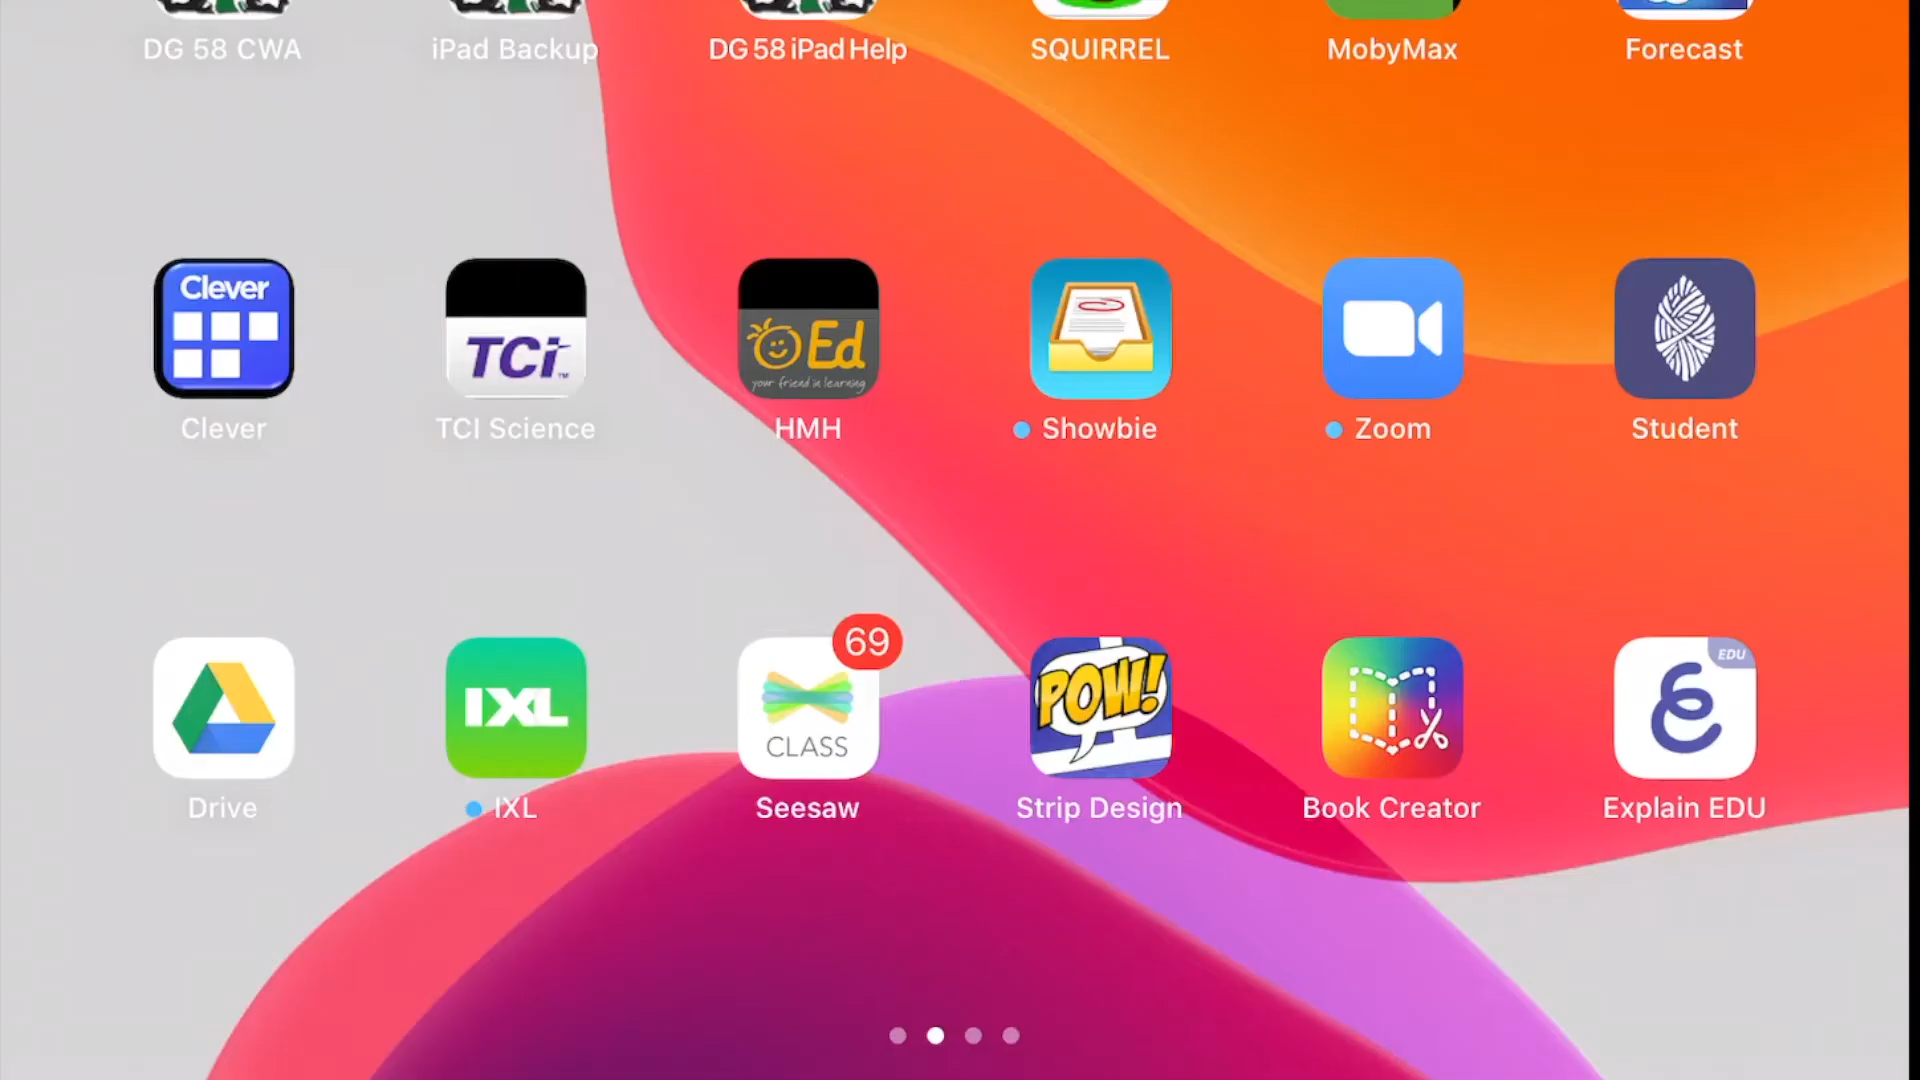 DG 58 CWA
iPad Backup
DG 58 iPad Help
SQUIRREL
MobyMax
Forecast
Clever
TCi™
Ed
your friend in learning
Clever
TCI Science
HMH
Showbie
Zoom
Student
69
POW!
EDU
IXL
CLASS
Drive
IXL
Seesaw
Strip Design
Book Creator
Explain EDU